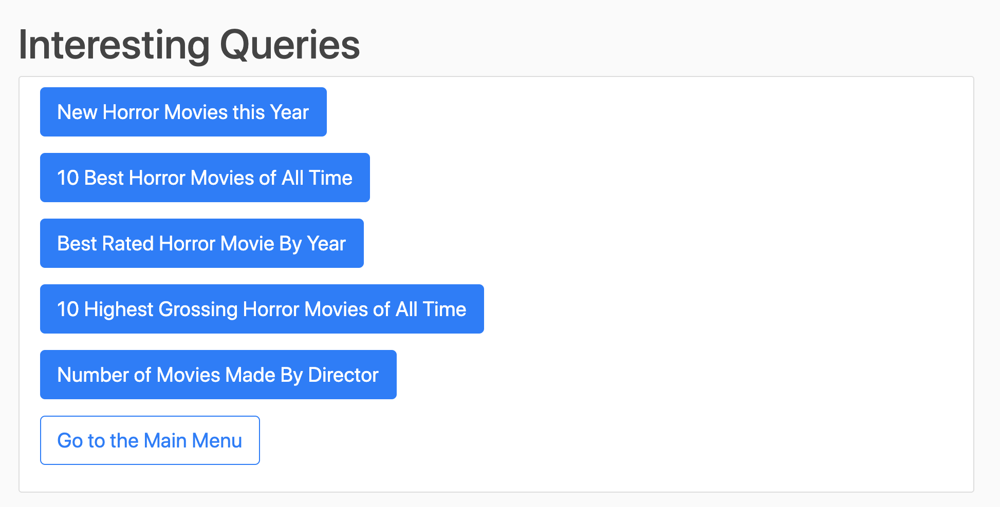 Interesting Queries
New Horror Movies this Year
10 Best Horror Movies of All Time
Best Rated Horror Movie By Year
10 Highest Grossing Horror Movies of All Time
Number of Movies Made By Director
Go to the Main Menu